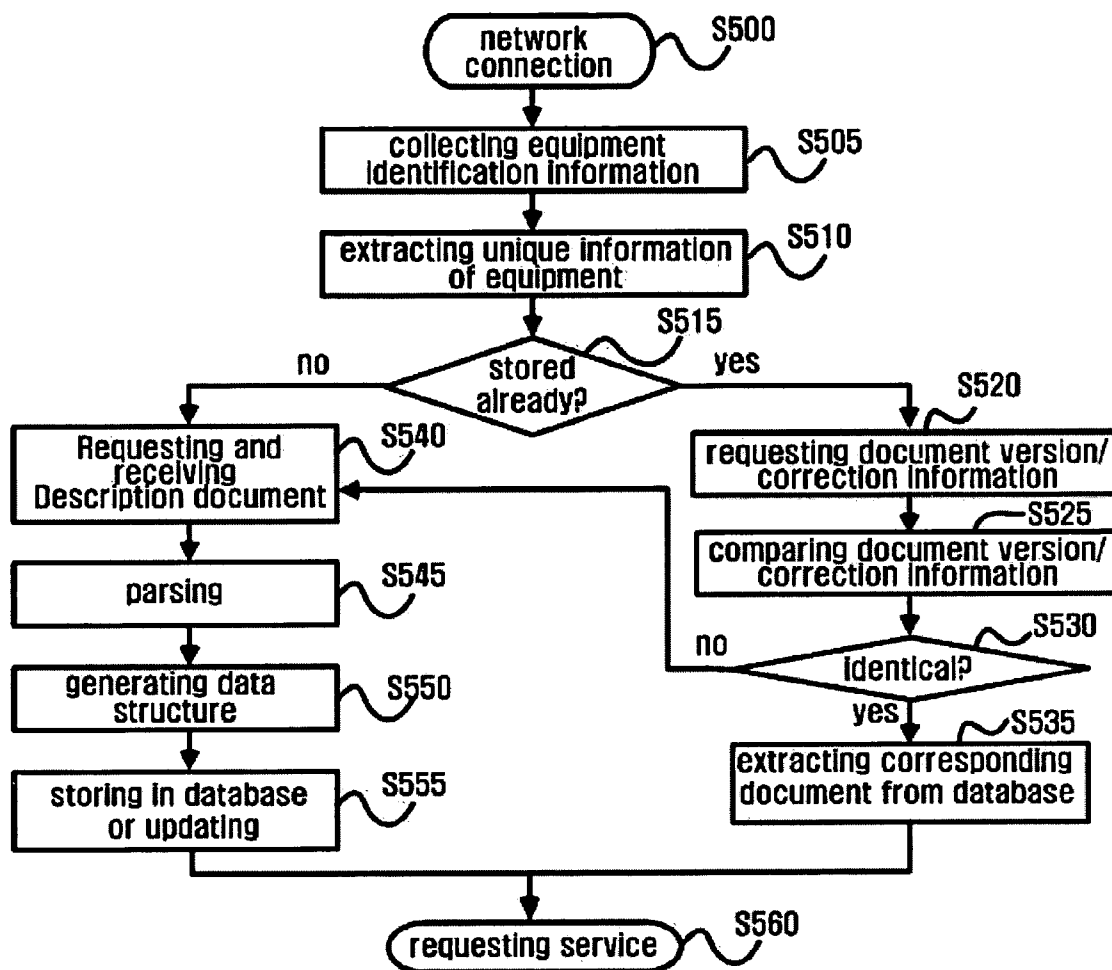 network
connection
S500
collecting equipment
identification information
S505
extracting unique information
of equipment
S510
S515
no
stored
already?
yes
S520
Requesting and
receiving
Description document
S540
requesting document version/
correction information
S525
comparing document version/
correction information
parsing
S545
S530
no
identical?
yes
generating data
structure
S550
S535
extracting corresponding
document from database
storing in database
or updating
S555
requesting service
S560